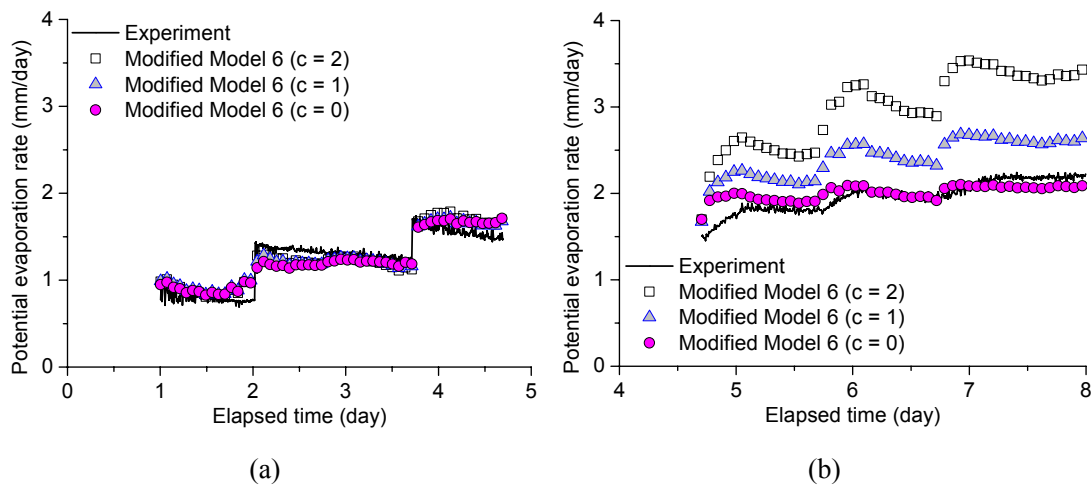 Potential evaporation rate (mm/day)
4
3
2
1
0
Experiment
Modified Model 6 (c = 2)
Modified Model 6 (c = 1)
Modified Model 6 (c = 0)
0 1 2 3 4 5
Elapsed time (day)
(a)
Potential evaporation rate (mm/day)
4
3
2
1
0
Experiment
Modified Model 6 (c = 2)
Modified Model 6 (c = 1)
Modified Model 6 (c = 0)
4 5 6 7 8
Elapsed time (day)
(b)